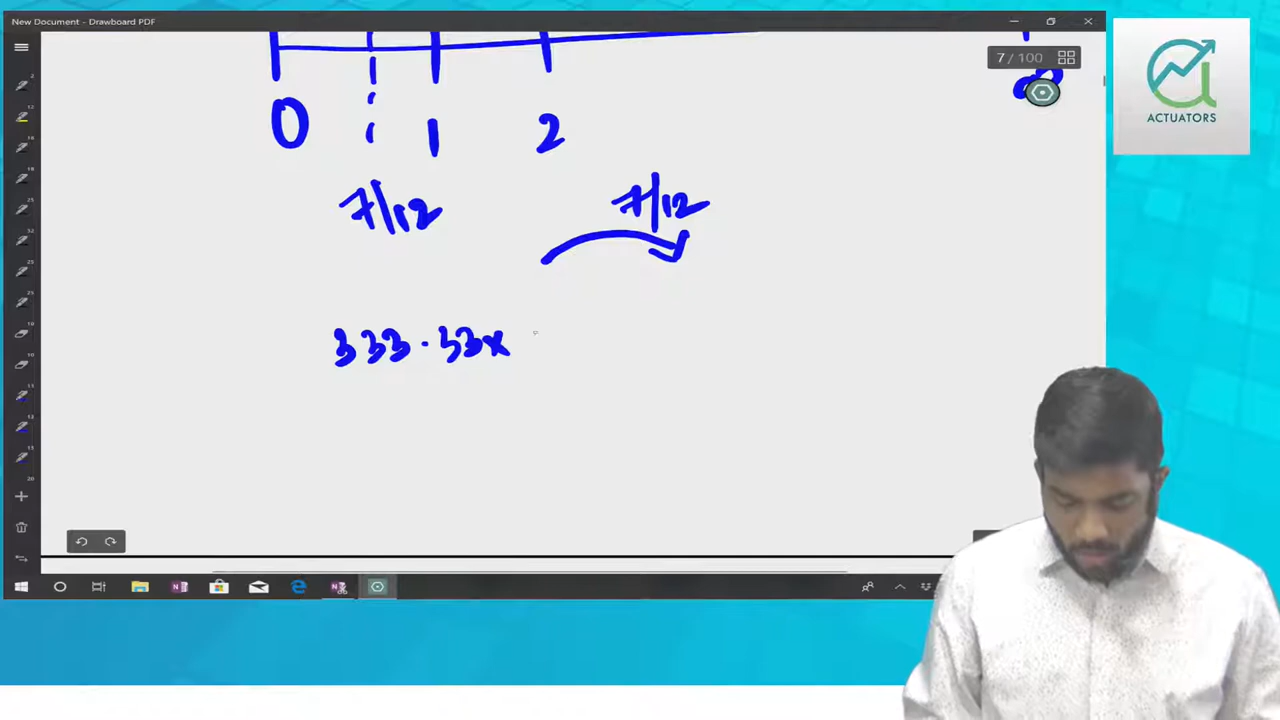 New Document - Drawboard PDF
7 / 100
ACTUATORS
0 1 2 ∞
7/12 7/12
333.33x